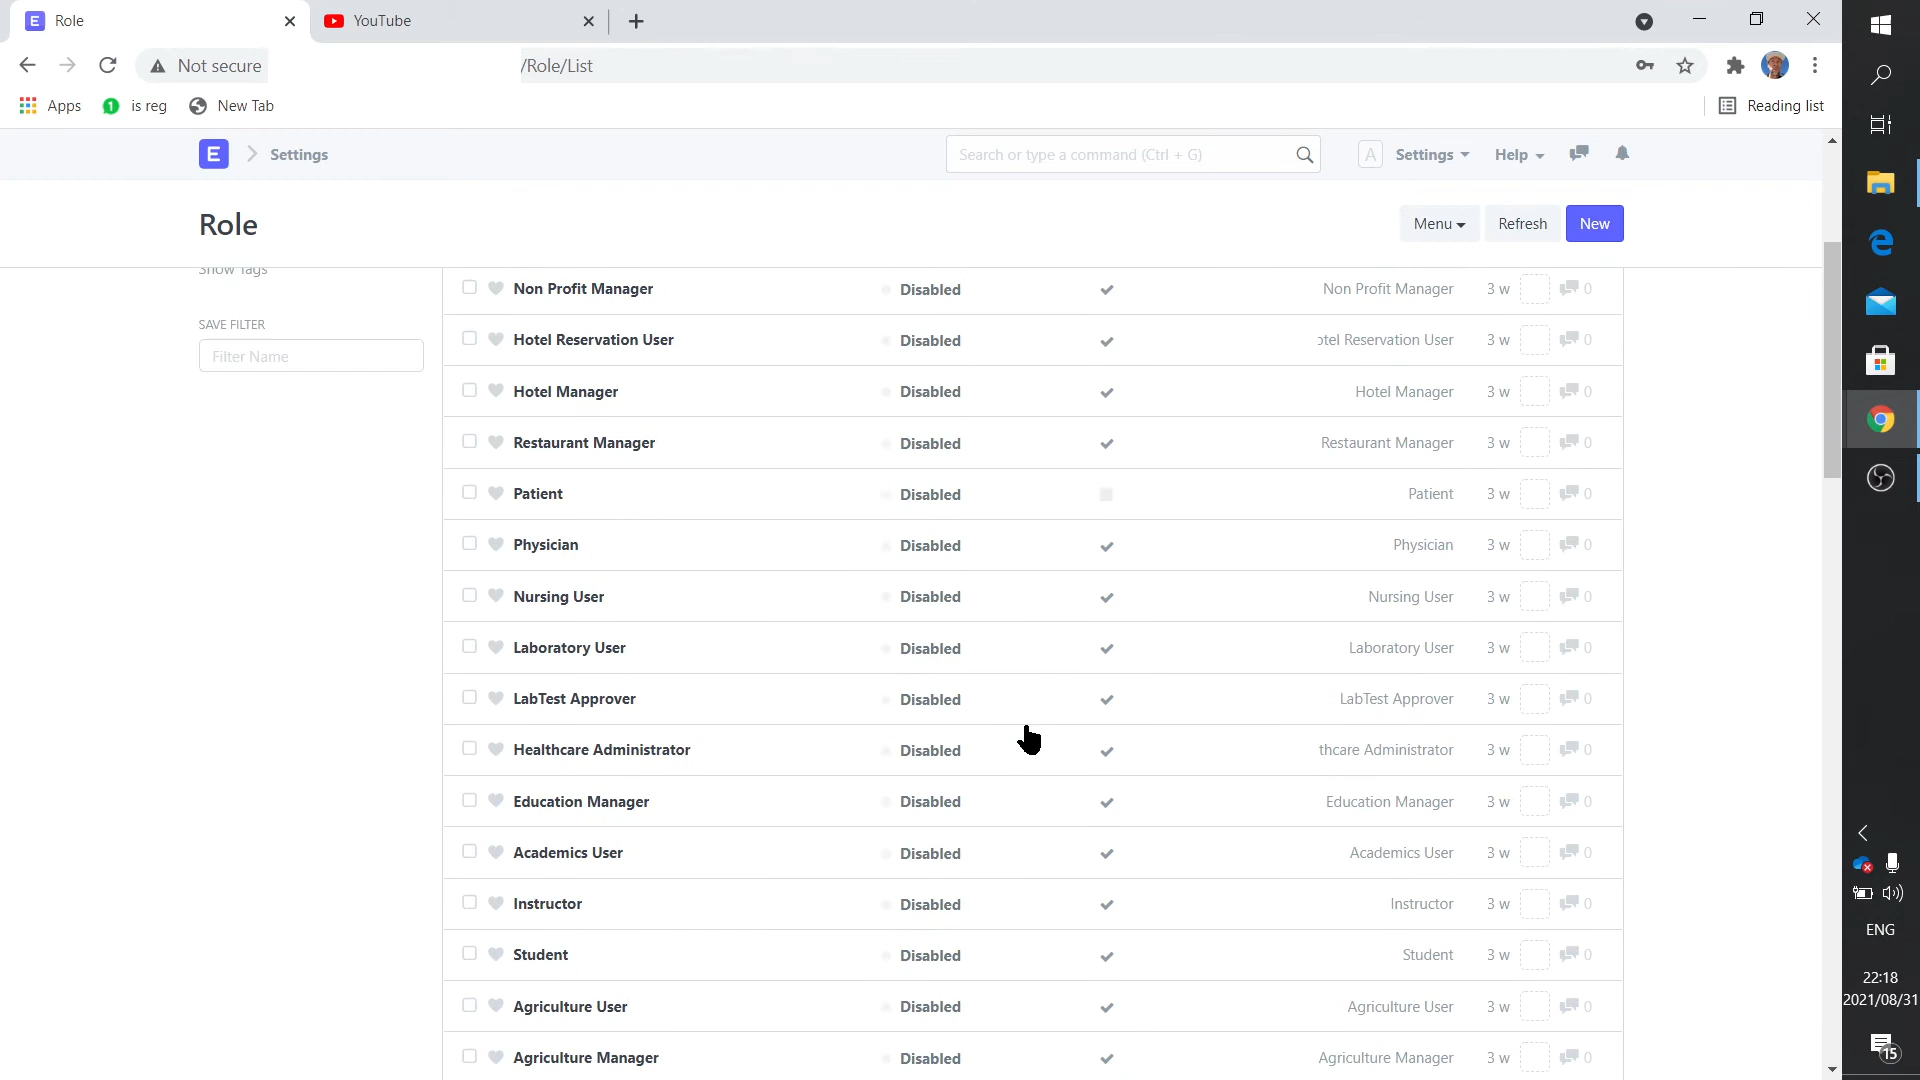 Role
YouTube
Not secure
/Role/List
Apps
1
is reg
New Tab
Reading list
E
Settings
Search or type a command (Ctrl + G)
A
Settings
Help
Role
Menu
Refresh
New
Show Tags
SAVE FILTER
Filter Name
Non Profit Manager Disabled Non Profit Manager 3 w 0
Hotel Reservation User Disabled otel Reservation User 3 w 0
Hotel Manager Disabled Hotel Manager 3 w 0
Restaurant Manager Disabled Restaurant Manager 3 w 0
Patient Disabled Patient 3 w 0
Physician Disabled Physician 3 w 0
Nursing User Disabled Nursing User 3 w 0
Laboratory User Disabled Laboratory User 3 w 0
LabTest Approver Disabled LabTest Approver 3 w 0
Healthcare Administrator Disabled thcare Administrator 3 w 0
Education Manager Disabled Education Manager 3 w 0
Academics User Disabled Academics User 3 w 0
Instructor Disabled Instructor 3 w 0
Student Disabled Student 3 w 0
Agriculture User Disabled Agriculture User 3 w 0
Agriculture Manager Disabled Agriculture Manager 3 w 0
ENG
22:18
2021/08/31
15